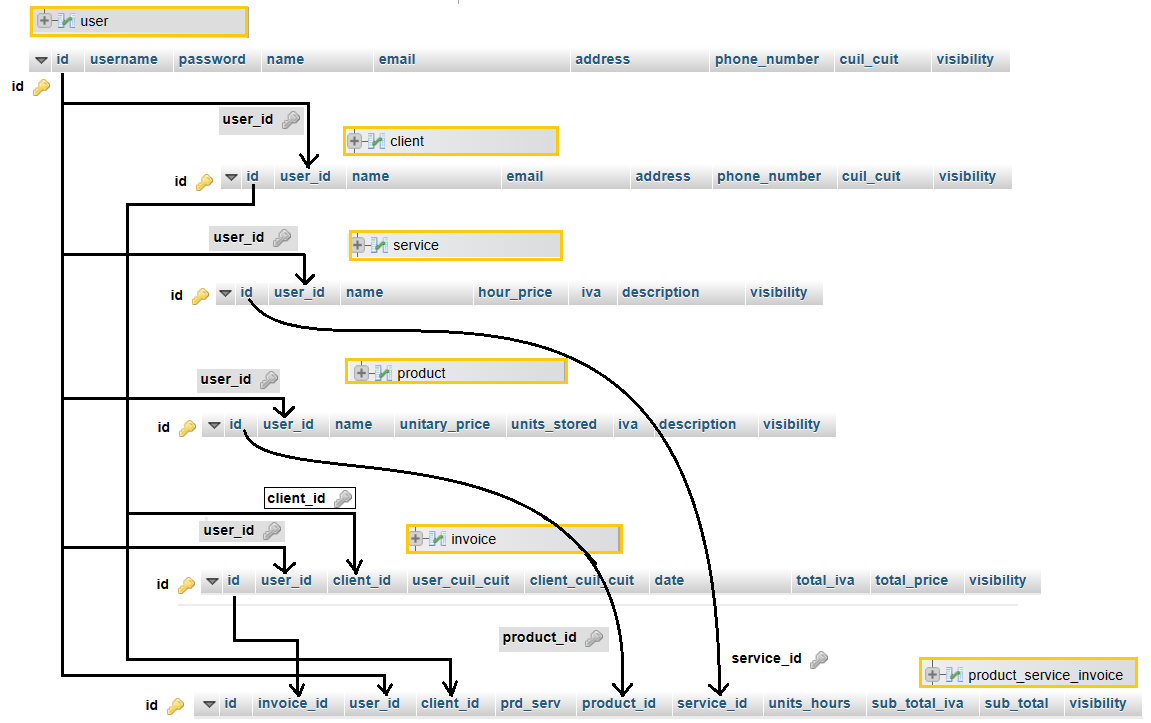 user
id username password name email address phone_number cuil_cuit visibility
id
user_id
client
id
id user_id name email address phone_number cuil_cuit visibility
user_id
service
id
id user_id name hour_price iva description visibility
user_id
product
id
id user_id name unitary_price units_stored iva description visibility
client_id
user_id
invoice
id
id user_id client_id user_cuil_cuit client_cuil_cuit date total_iva total_price visibility
product_id
service_id
product_service_invoice
id
id invoice_id user_id client_id prd_serv product_id service_id units_hours sub_total_iva sub_total visibility